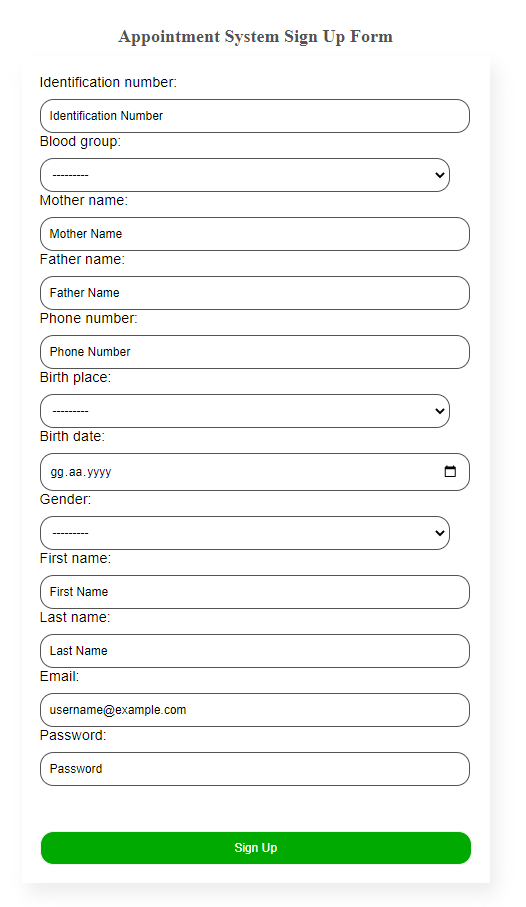 Appointment System Sign Up Form
Identification number:
Identification Number
Blood group:
---------
Mother name:
Mother Name
Father name:
Father Name
Phone number:
Phone Number
Birth place:
---------
Birth date:
gg.aa.yyyy
Gender:
---------
First name:
First Name
Last name:
Last Name
Email:
username@example.com
Password:
Password
Sign Up